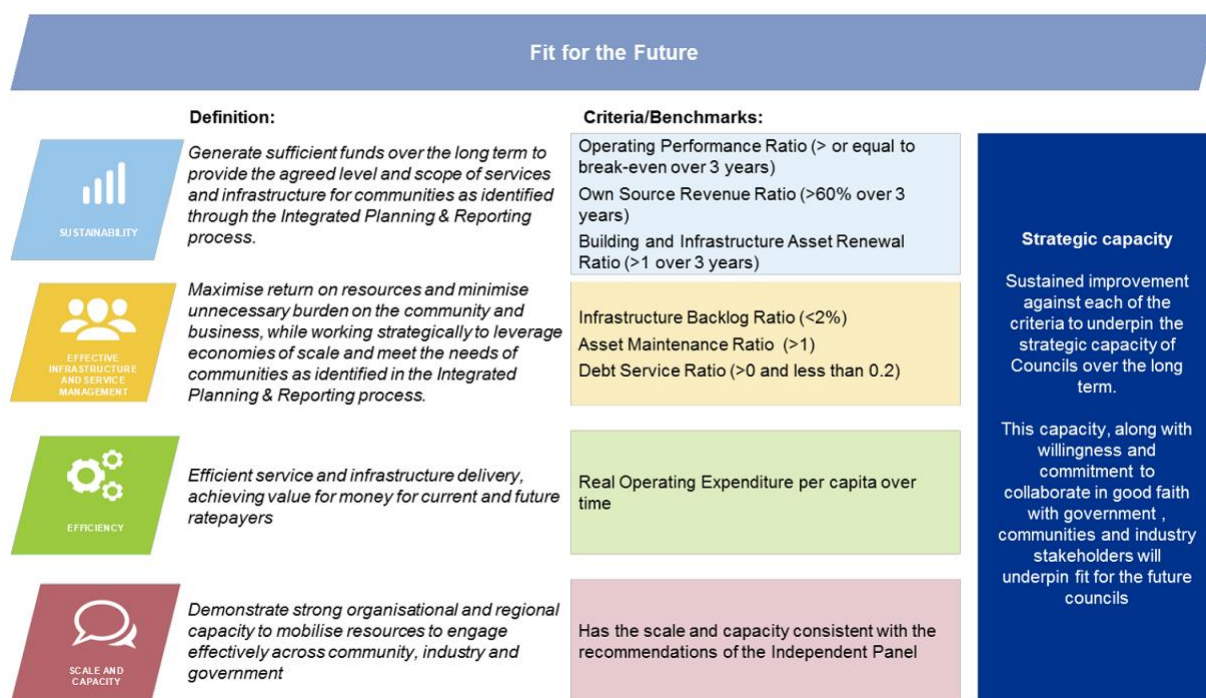 Fit for the Future
Definition:
Criteria/Benchmarks:
SUSTAINABILITY
Generate sufficient funds over the long term to
provide the agreed level and scope of services
and infrastructure for communities as identified
through the Integrated Planning & Reporting
process.
Operating Performance Ratio (> or equal to
break-even over 3 years)
Own Source Revenue Ratio (>60% over 3
years)
Building and Infrastructure Asset Renewal
Ratio (>1 over 3 years)
EFFECTIVE
INFRASTRUCTURE
AND SERVICE
MANAGEMENT
Maximise return on resources and minimise
unnecessary burden on the community and
business, while working strategically to leverage
economies of scale and meet the needs of
communities as identified in the Integrated
Planning & Reporting process.
Infrastructure Backlog Ratio (<2%)
Asset Maintenance Ratio (>1)
Debt Service Ratio (>0 and less than 0.2)
EFFICIENCY
Efficient service and infrastructure delivery,
achieving value for money for current and future
ratepayers
Real Operating Expenditure per capita over
time
SCALE AND
CAPACITY
Demonstrate strong organisational and regional
capacity to mobilise resources to engage
effectively across community, industry and
government
Has the scale and capacity consistent with the
recommendations of the Independent Panel
Strategic capacity
Sustained improvement
against each of the
criteria to underpin the
strategic capacity of
Councils over the long
term.
This capacity, along with
willingness and
commitment to
collaborate in good faith
with government ,
communities and industry
stakeholders will
underpin fit for the future
councils